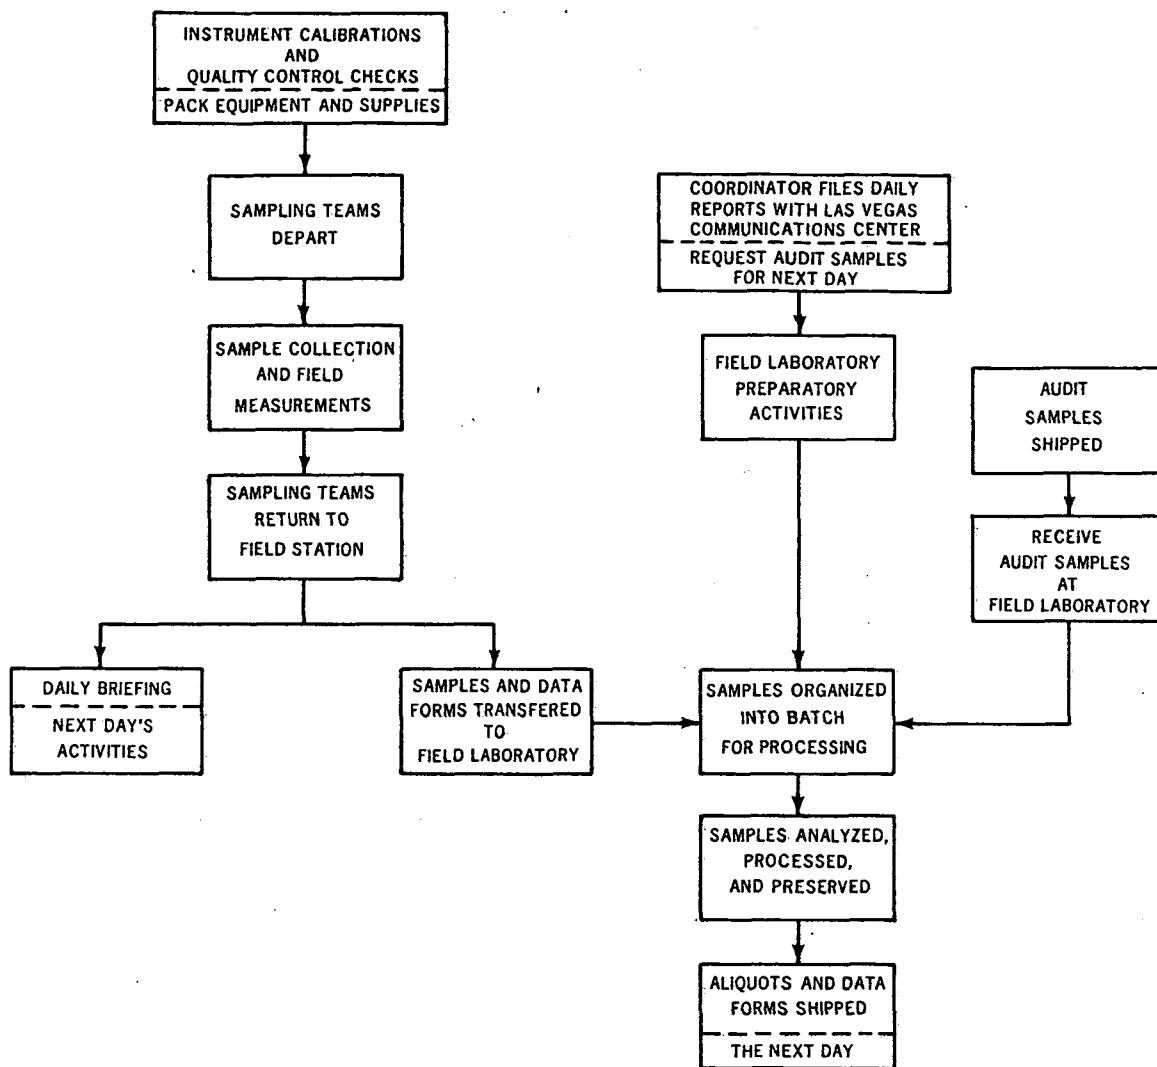 INSTRUMENT CALIBRATIONS
AND
QUALITY CONTROL CHECKS
PACK EQUIPMENT AND SUPPLIES
SAMPLING TEAMS
DEPART
SAMPLE COLLECTION
AND FIELD
MEASUREMENTS
SAMPLING TEAMS
RETURN TO
FIELD STATION
DAILY BRIEFING
NEXT DAY'S
ACTIVITIES
SAMPLES AND DATA
FORMS TRANSFERED
TO
FIELD LABORATORY
COORDINATOR FILES DAILY
REPORTS WITH LAS VEGAS
COMMUNICATIONS CENTER
REQUEST AUDIT SAMPLES
FOR NEXT DAY
FIELD LABORATORY
PREPARATORY
ACTIVITIES
AUDIT
SAMPLES
SHIPPED
RECEIVE
AUDIT SAMPLES
AT
FIELD LABORATORY
SAMPLES ORGANIZED
INTO BATCH
FOR PROCESSING
SAMPLES ANALYZED,
PROCESSED,
AND PRESERVED
ALIQUOTS AND DATA
FORMS SHIPPED
THE NEXT DAY